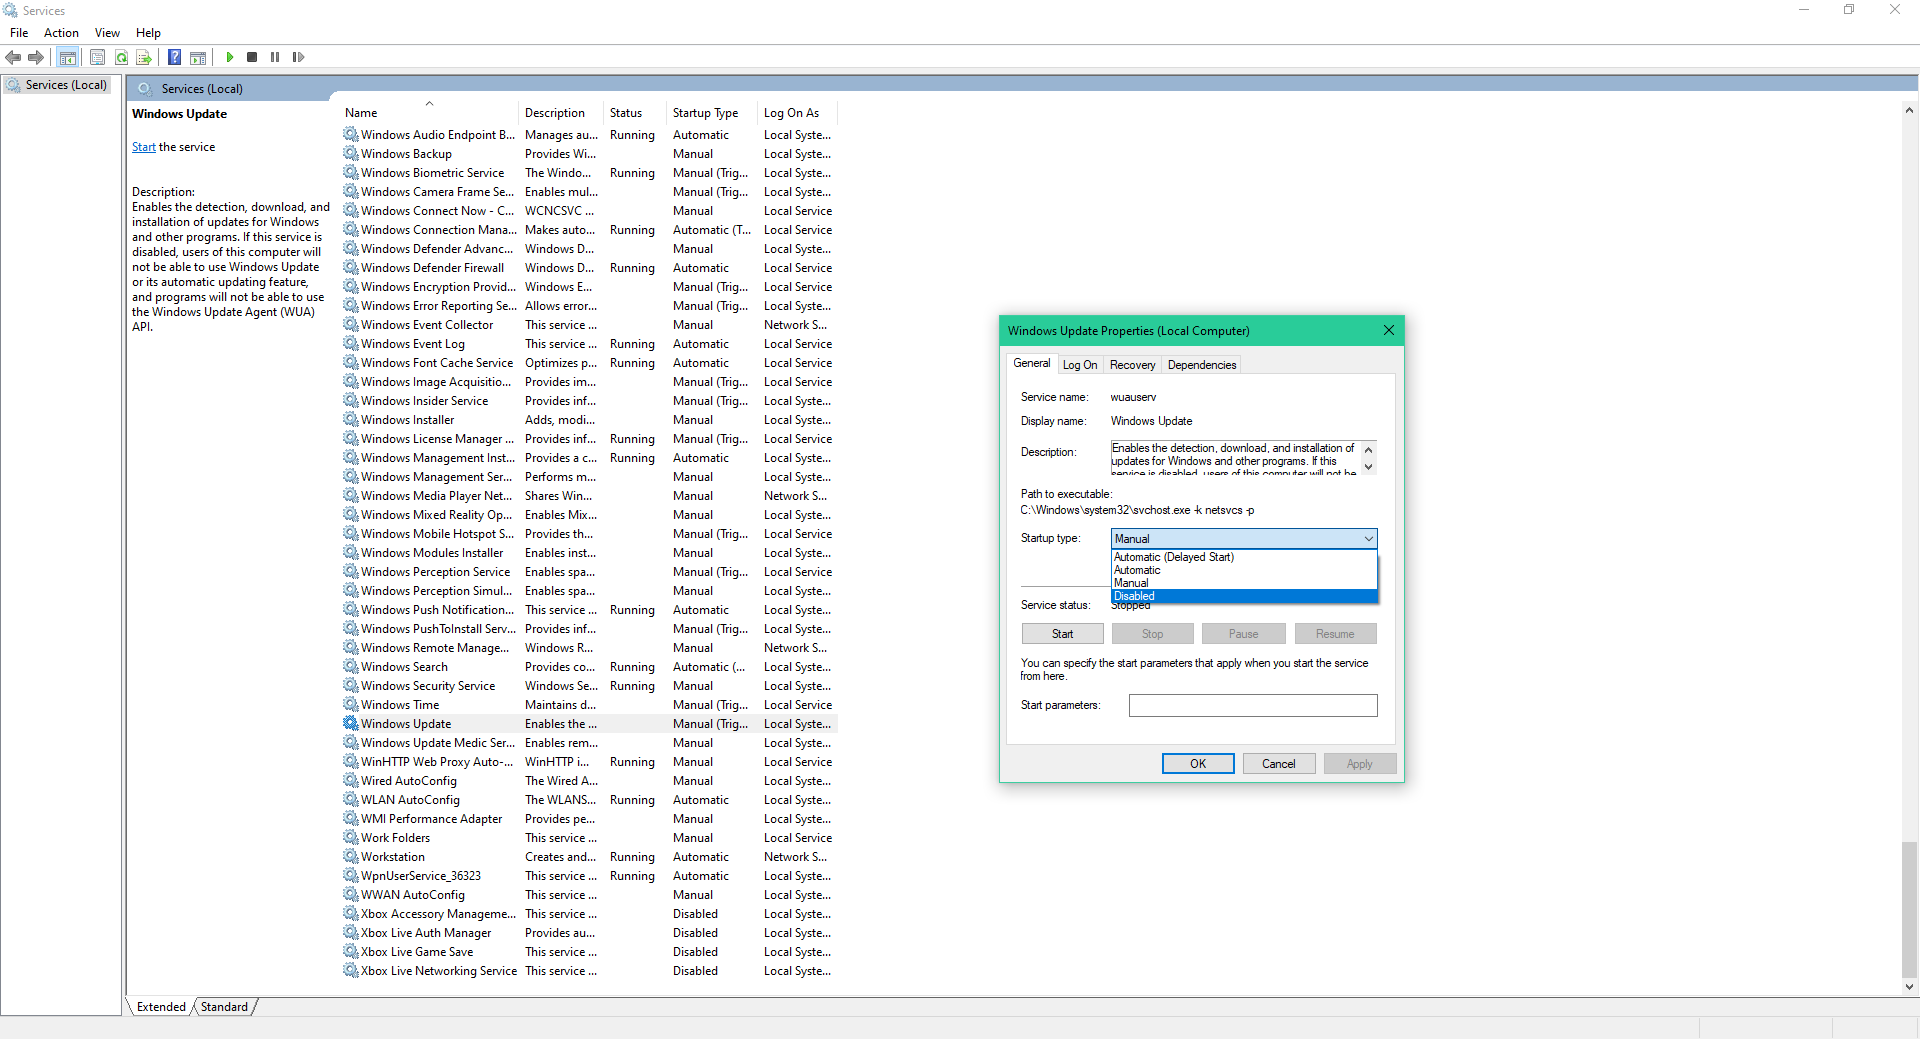 Services
File Action View Help
Services (Local)
Services (Local)
Windows Update
Start the service
Description:
Enables the detection, download, and
installation of updates for Windows
and other programs. If this service is
disabled, users of this computer will
not be able to use Windows Update
or its automatic updating feature,
and programs will not be able to use
the Windows Update Agent (WUA)
API.
Name Description Status Startup Type Log On As
Windows Audio Endpoint B... Manages au... Running Automatic Local Syste...
Windows Backup Provides Wi... Manual Local Syste...
Windows Biometric Service The Windo... Running Manual (Trig... Local Syste...
Windows Camera Frame Se... Enables mul... Manual (Trig... Local Syste...
Windows Connect Now - C... WCNCSVC ... Manual Local Service
Windows Connection Mana... Makes auto... Running Automatic (T... Local Service
Windows Defender Advanc... Windows D... Manual Local Syste...
Windows Defender Firewall Windows D... Running Automatic Local Service
Windows Encryption Provid... Windows E... Manual (Trig... Local Service
Windows Error Reporting Se... Allows error... Manual (Trig... Local Syste...
Windows Event Collector This service ... Manual Network S...
Windows Event Log This service ... Running Automatic Local Service
Windows Font Cache Service Optimizes p... Running Automatic Local Service
Windows Image Acquisitio... Provides im... Manual (Trig... Local Service
Windows Insider Service Provides inf... Manual (Trig... Local Syste...
Windows Installer Adds, modi... Manual Local Syste...
Windows License Manager ... Provides inf... Running Manual (Trig... Local Service
Windows Management Inst... Provides a c... Running Automatic Local Syste...
Windows Management Ser... Performs m... Manual Local Syste...
Windows Media Player Net... Shares Win... Manual Network S...
Windows Mixed Reality Op... Enables Mix... Manual Local Syste...
Windows Mobile Hotspot S... Provides th... Manual (Trig... Local Service
Windows Modules Installer Enables inst... Manual Local Syste...
Windows Perception Service Enables spa... Manual (Trig... Local Service
Windows Perception Simul... Enables spa... Manual Local Syste...
Windows Push Notification... This service ... Running Automatic Local Syste...
Windows PushToInstall Serv... Provides inf... Manual (Trig... Local Syste...
Windows Remote Manage... Windows R... Manual Network S...
Windows Search Provides co... Running Automatic (... Local Syste...
Windows Security Service Windows Se... Running Manual Local Syste...
Windows Time Maintains d... Manual (Trig... Local Service
Windows Update Enables the ... Manual (Trig... Local Syste...
Windows Update Medic Ser... Enables rem... Manual Local Syste...
WinHTTP Web Proxy Auto-... WinHTTP i... Running Manual Local Service
Wired AutoConfig The Wired A... Manual Local Syste...
WLAN AutoConfig The WLANS... Running Automatic Local Syste...
WMI Performance Adapter Provides pe... Manual Local Syste...
Work Folders This service ... Manual Local Service
Workstation Creates and... Running Automatic Network S...
WpnUserService_36323 This service ... Running Automatic Local Syste...
WWAN AutoConfig This service ... Manual Local Syste...
Xbox Accessory Manageme... This service ... Disabled Local Syste...
Xbox Live Auth Manager Provides au... Disabled Local Syste...
Xbox Live Game Save This service ... Disabled Local Syste...
Xbox Live Networking Service This service ... Disabled Local Syste...
Extended Standard
Windows Update Properties (Local Computer)
General Log On Recovery Dependencies
Service name: wuauserv
Display name: Windows Update
Description: Enables the detection, download, and installation of
updates for Windows and other programs. If this
service is disabled, users of this computer will not be
Path to executable:
C:\Windows\system32\svchost.exe -k netsvcs -p
Startup type: Manual
Automatic (Delayed Start)
Automatic
Manual
Disabled
Service status: Stopped
Start Stop Pause Resume
You can specify the start parameters that apply when you start the service
from here.
Start parameters:
OK Cancel Apply